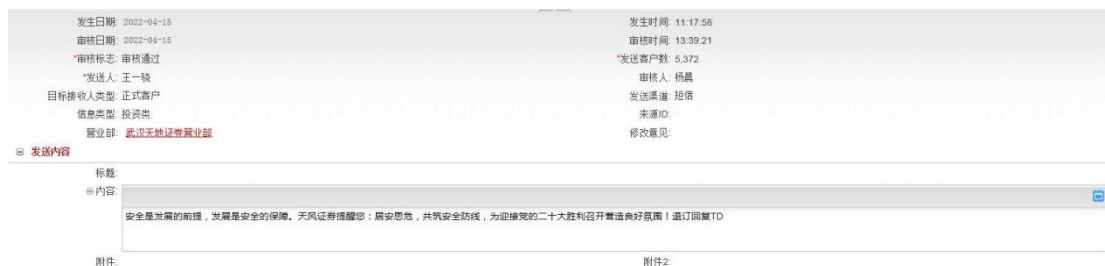 发生日期: 2022-04-15 发生时间: 11:17:58
审核日期: 2022-04-15 审核时间: 13:39:21
*审核标志: 审核通过 *发送客户数: 5,372
*发送人: 王一骏 审核人: 杨晨
目标接收人类型: 正式客户 发送渠道: 短信
信息类型: 投资类 来源ID:
营业部: 武汉天地证券营业部 修改意见:
发送内容
标题:
内容:
安全是发展的前提，发展是安全的保障。天风证券提醒您：居安思危，共筑安全防线，为迎接党的二十大胜利召开营造良好氛围！退订回复TD
附件: 附件2: